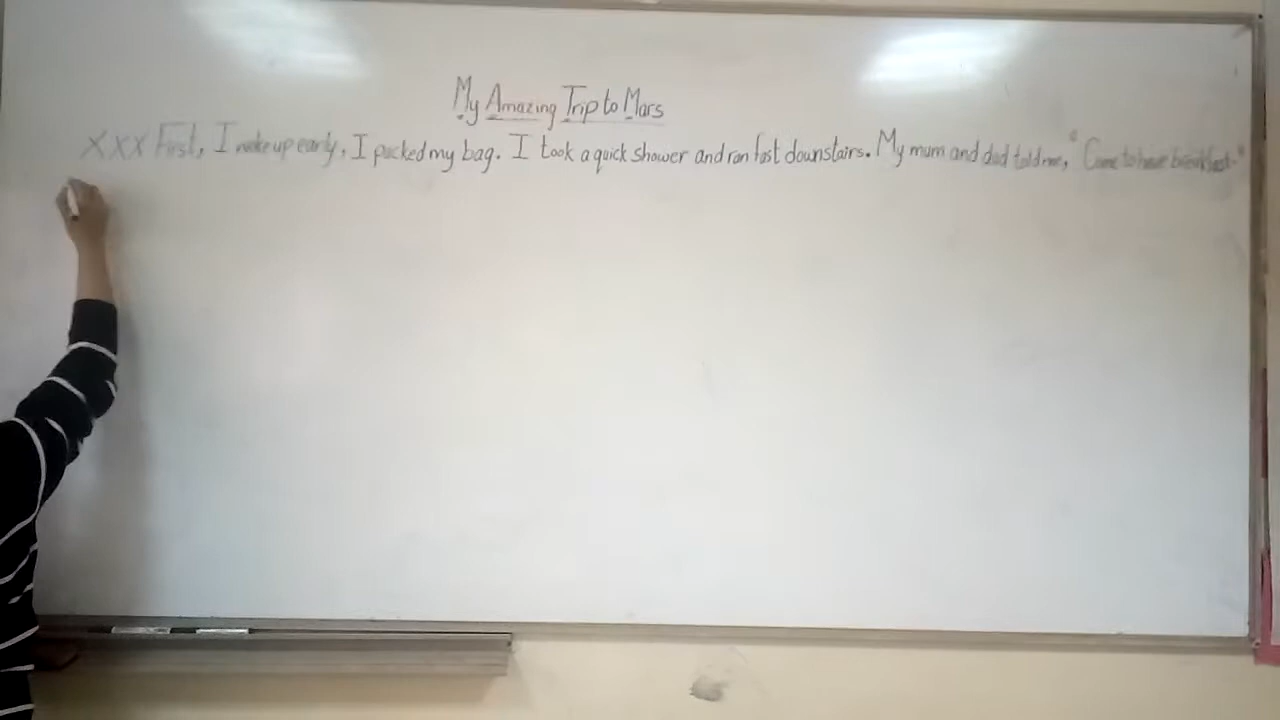 My Amazing Trip to Mars
XXX First, I wake up early, I packed my bag. I took a quick shower and ran fast downstairs. My mum and dad told me, "Come to have breakfast."